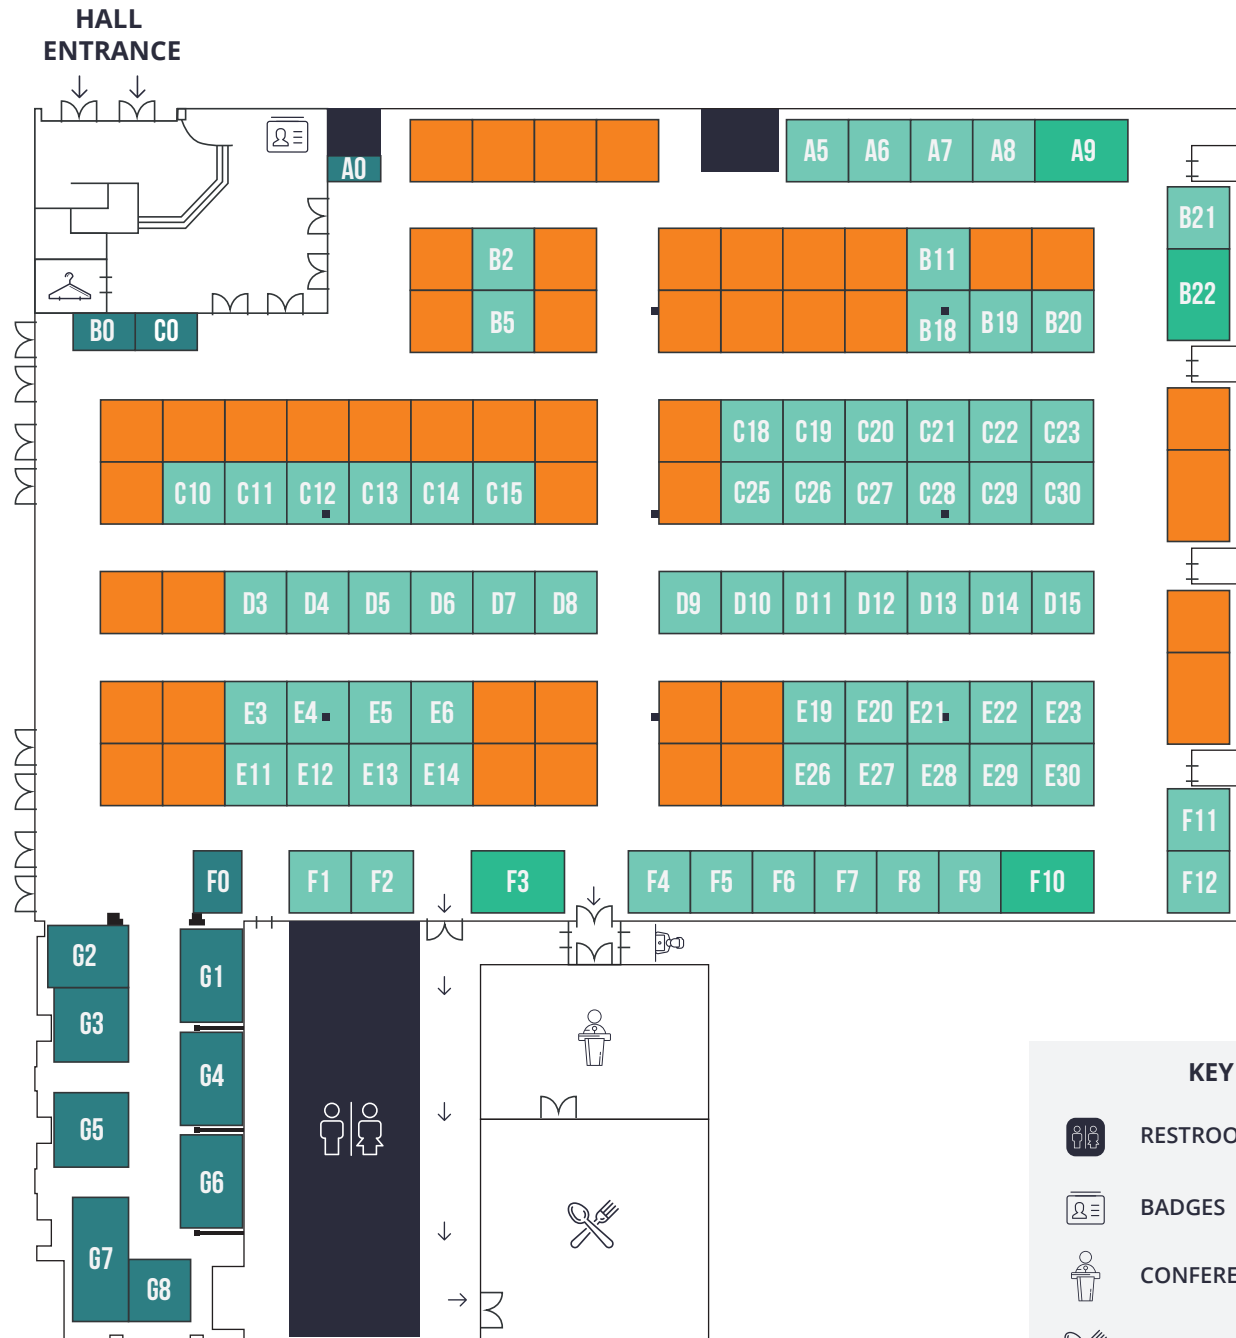 HALL
ENTRANCE
A0
A5 A6 A7 A8 A9
B21
B2 B11
B22
B5 B18 B19 B20
B0 C0
C18 C19 C20 C21 C22 C23
C10 C11 C12 C13 C14 C15 C25 C26 C27 C28 C29 C30
D3 D4 D5 D6 D7 D8 D9 D10 D11 D12 D13 D14 D15
E3 E4 E5 E6 E19 E20 E21 E22 E23
E11 E12 E13 E14 E26 E27 E28 E29 E30
F11
F0 F1 F2 F3 F4 F5 F6 F7 F8 F9 F10 F12
G2 G1
G3
G4
G5
G6
G7
G8
KEY
RESTROO
BADGES
CONFERE